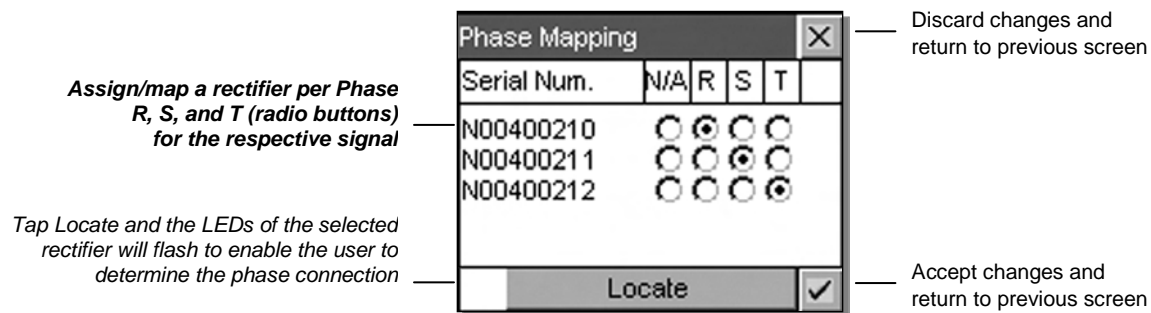 Phase Mapping
Discard changes and
return to previous screen
Serial Num. N/A R S T
Assign/map a rectifier per Phase
R, S, and T (radio buttons)
for the respective signal
N00400210
N00400211
N00400212
Tap Locate and the LEDs of the selected
rectifier will flash to enable the user to
determine the phase connection
Locate
Accept changes and
return to previous screen